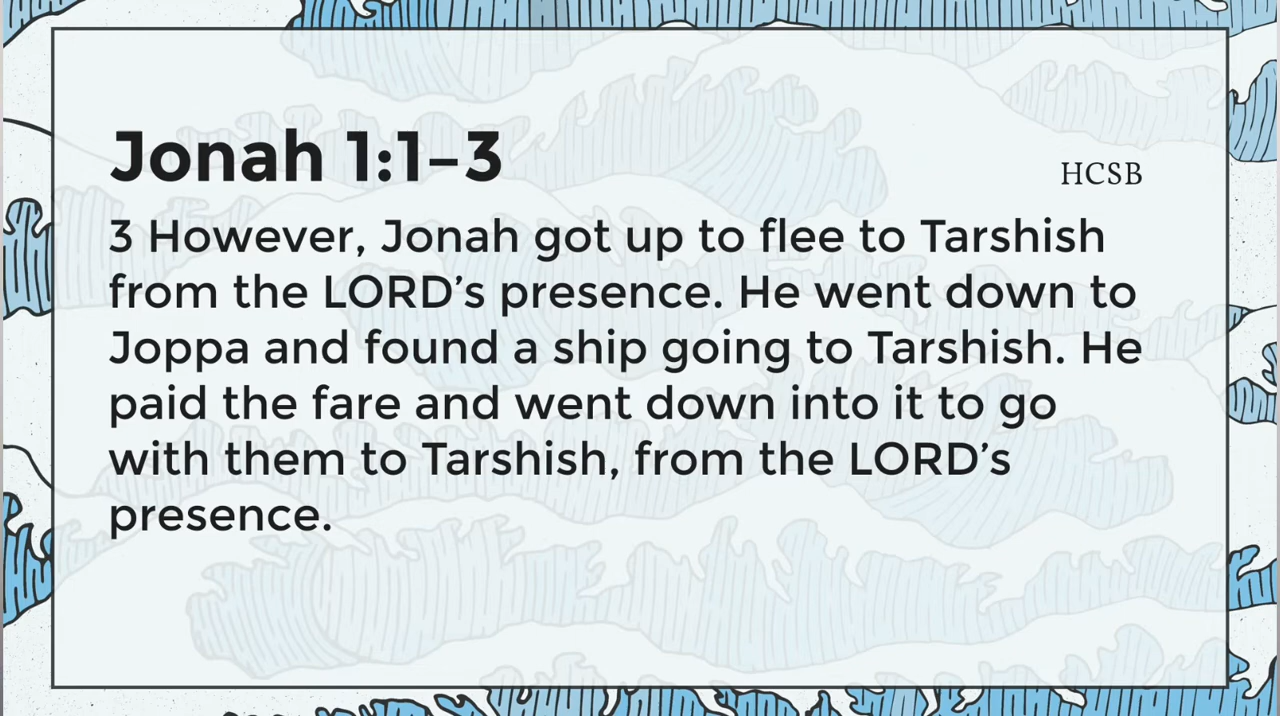 Jonah 1:1–3
HCSB
3 However, Jonah got up to flee to Tarshish
from the LORD’s presence. He went down to
Joppa and found a ship going to Tarshish. He
paid the fare and went down into it to go
with them to Tarshish, from the LORD’s
presence.